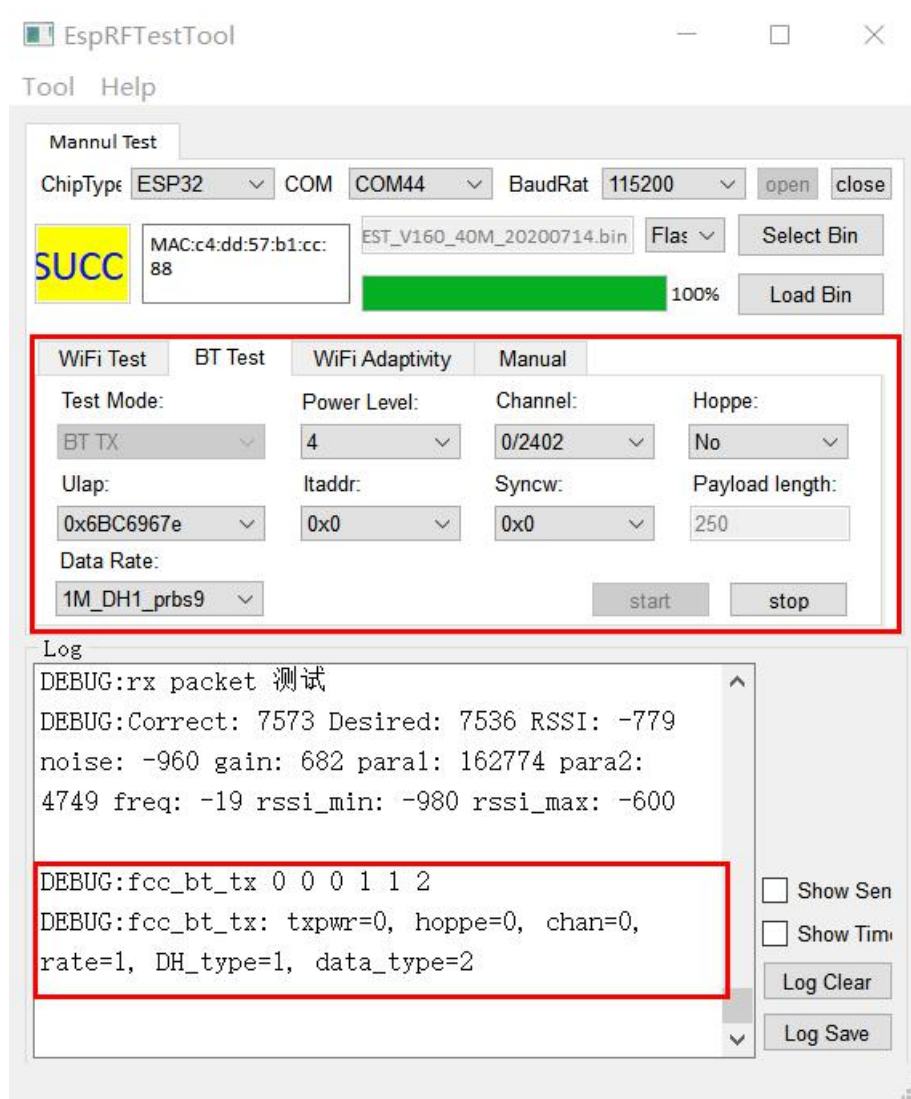 EspRFTestTool
Tool Help
Mannul Test
ChipType ESP32 COM COM44 BaudRat 115200 open close
SUCC MAC:c4:dd:57:b1:cc:
88
EST_V160_40M_20200714.bin Flas Select Bin
100% Load Bin
WiFi Test BT Test WiFi Adaptivity Manual
Test Mode: Power Level: Channel: Hoppe:
BT TX 4 0/2402 No
Ulap: ltaddr: Syncw: Payload length:
0x6BC6967e 0x0 0x0 250
Data Rate:
1M_DH1_prbs9 start stop
Log
DEBUG:rx packet 测试
DEBUG:Correct: 7573 Desired: 7536 RSSI: -779
noise: -960 gain: 682 para1: 162774 para2:
4749 freq: -19 rssi_min: -980 rssi_max: -600
DEBUG:fcc_bt_tx 0 0 0 1 1 2
DEBUG:fcc_bt_tx: txpwr=0, hoppe=0, chan=0,
rate=1, DH_type=1, data_type=2
Show Sen
Show Tim
Log Clear
Log Save